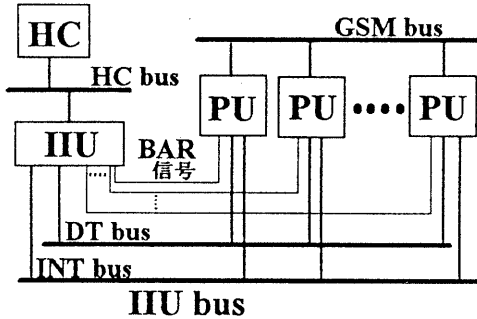 HC
GSM bus
HC bus
PU
PU
PU
IIU
BAR
信号
DT bus
INT bus
IIU bus